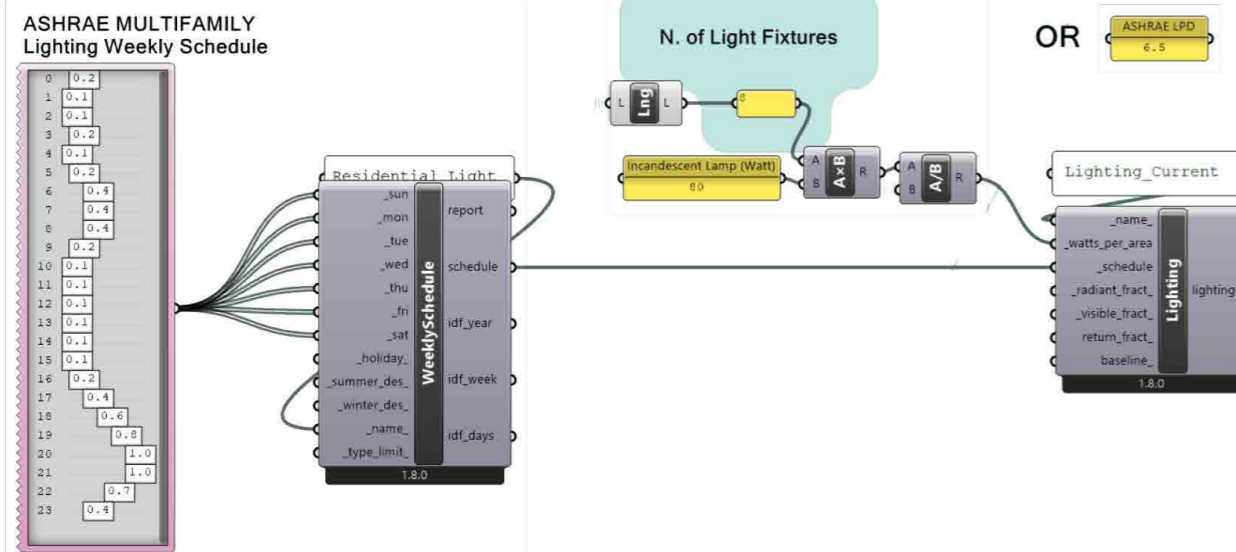 ASHRAE MULTIFAMILY
Lighting Weekly Schedule
0 0.2
1 0.1
2 0.1
3 0.2
4 0.1
5 0.2
6 0.4
7 0.4
8 0.4
9 0.2
10 0.1
11 0.1
12 0.1
13 0.1
14 0.1
15 0.1
16 0.2
17 0.4
18 0.6
19 0.8
20 1.0
21 1.0
22 0.7
23 0.4
Residential_Light
_sun
_mon
_tue
_wed
_thu
_fri
_sat
_holiday_
_summer_des_
_winter_des_
_name_
_type_limit_
WeeklySchedule
report
schedule
idf_year
idf_week
idf_days
1.8.0
N. of Light Fixtures
L Lng L
8
Incandescent Lamp (Watt)
80
A
B
A×B
R
A
B
A/B
R
OR
ASHRAE LPD
6.5
Lighting_Current
_name_
_watts_per_area
_schedule
_radiant_fract_
_visible_fract_
return_fract_
baseline_
Lighting
lighting
1.8.0